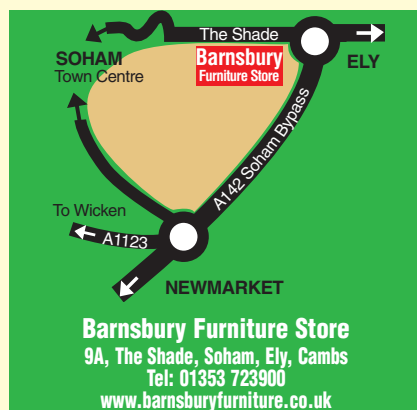 The Shade
SOHAM
Town Centre
Barnsbury
Furniture Store
ELY
A142 Soham Bypass
To Wicken
A1123
NEWMARKET
Barnsbury Furniture Store
9A, The Shade, Soham, Ely, Cambs
Tel: 01353 723900
www.barnsburyfurniture.co.uk